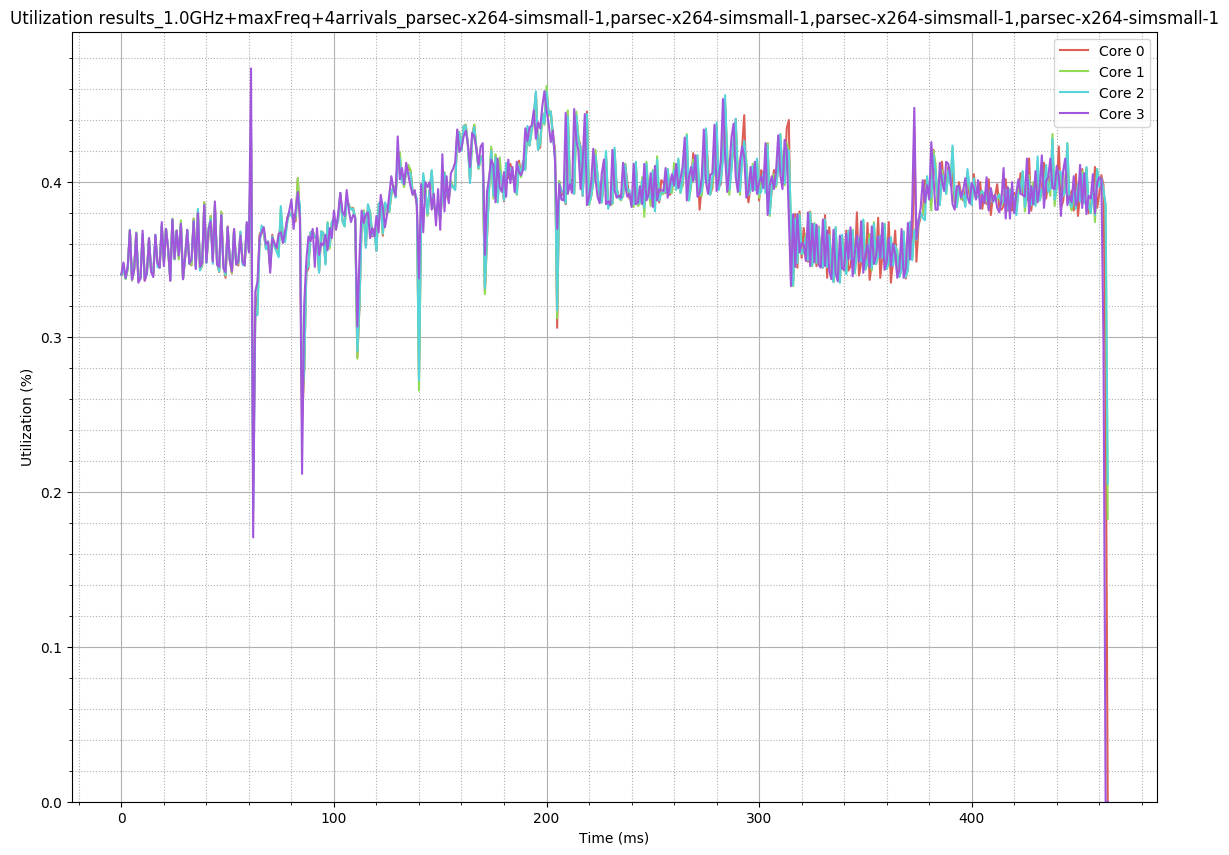 Utilization results_1.0GHz+maxFreq+4arrivals_parsec-x264-simsmall-1,parsec-x264-simsmall-1,parsec-x264-simsmall-1,parsec-x264-simsmall-1
Core 0
Core 1
Core 2
Core 3
Utilization (%)
0.4
0.3
0.2
0.1
0.0
0
100
200
300
400
Time (ms)